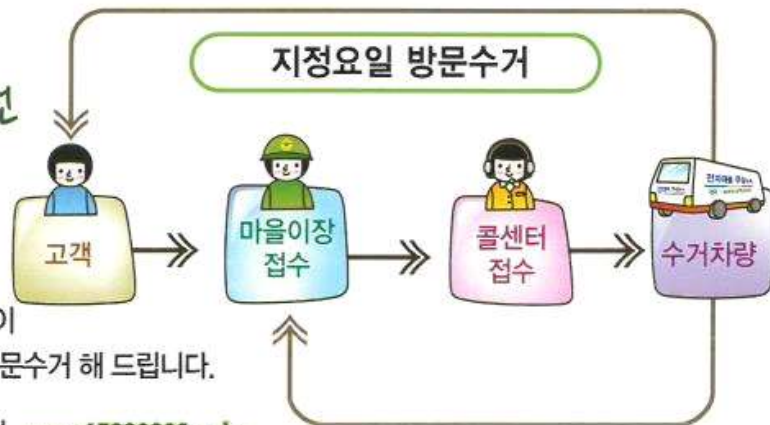 지정요일 방문수거
고객
마을이장
접수
콜센터
접수
수거차량
이
문수거 해 드립니다.